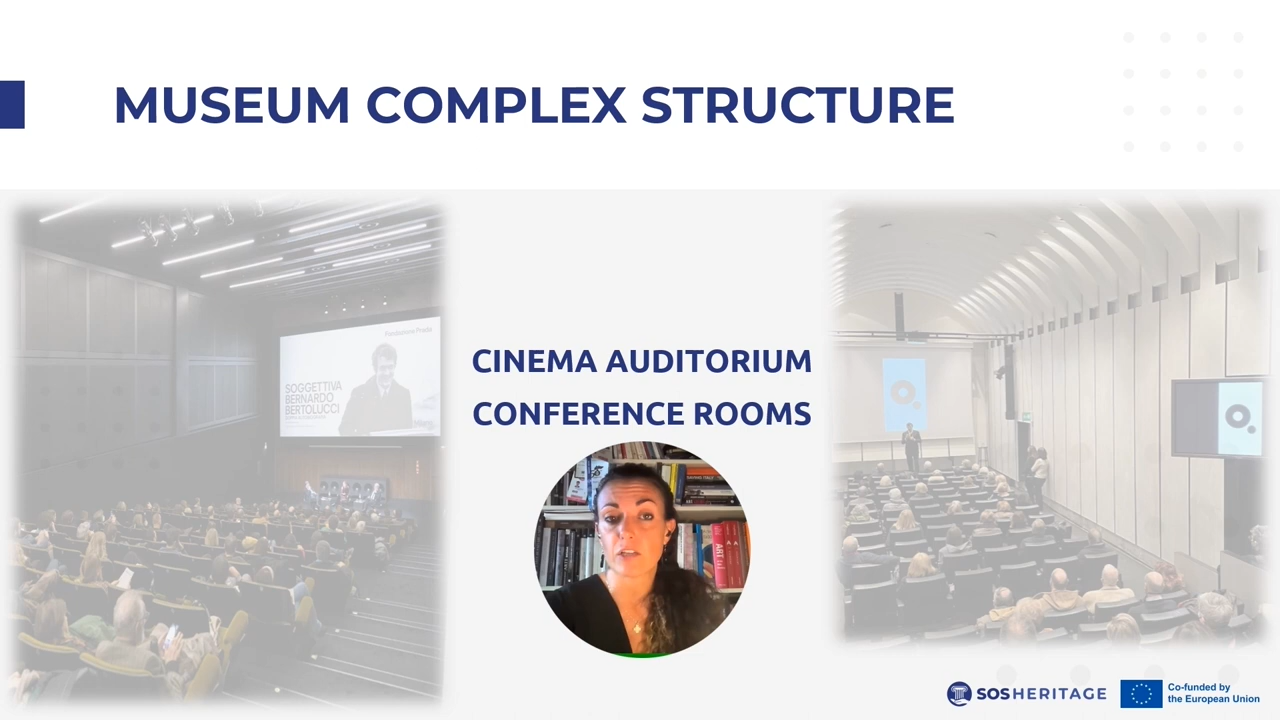 MUSEUM COMPLEX STRUCTURE
Fondazione Prada
SOGGETTIVA
BERNARDO
BERTOLUCCI
CINEMA AUDITORIUM
CONFERENCE ROOMS
ART
SOSHERITAGE
Co-funded by
the European Union